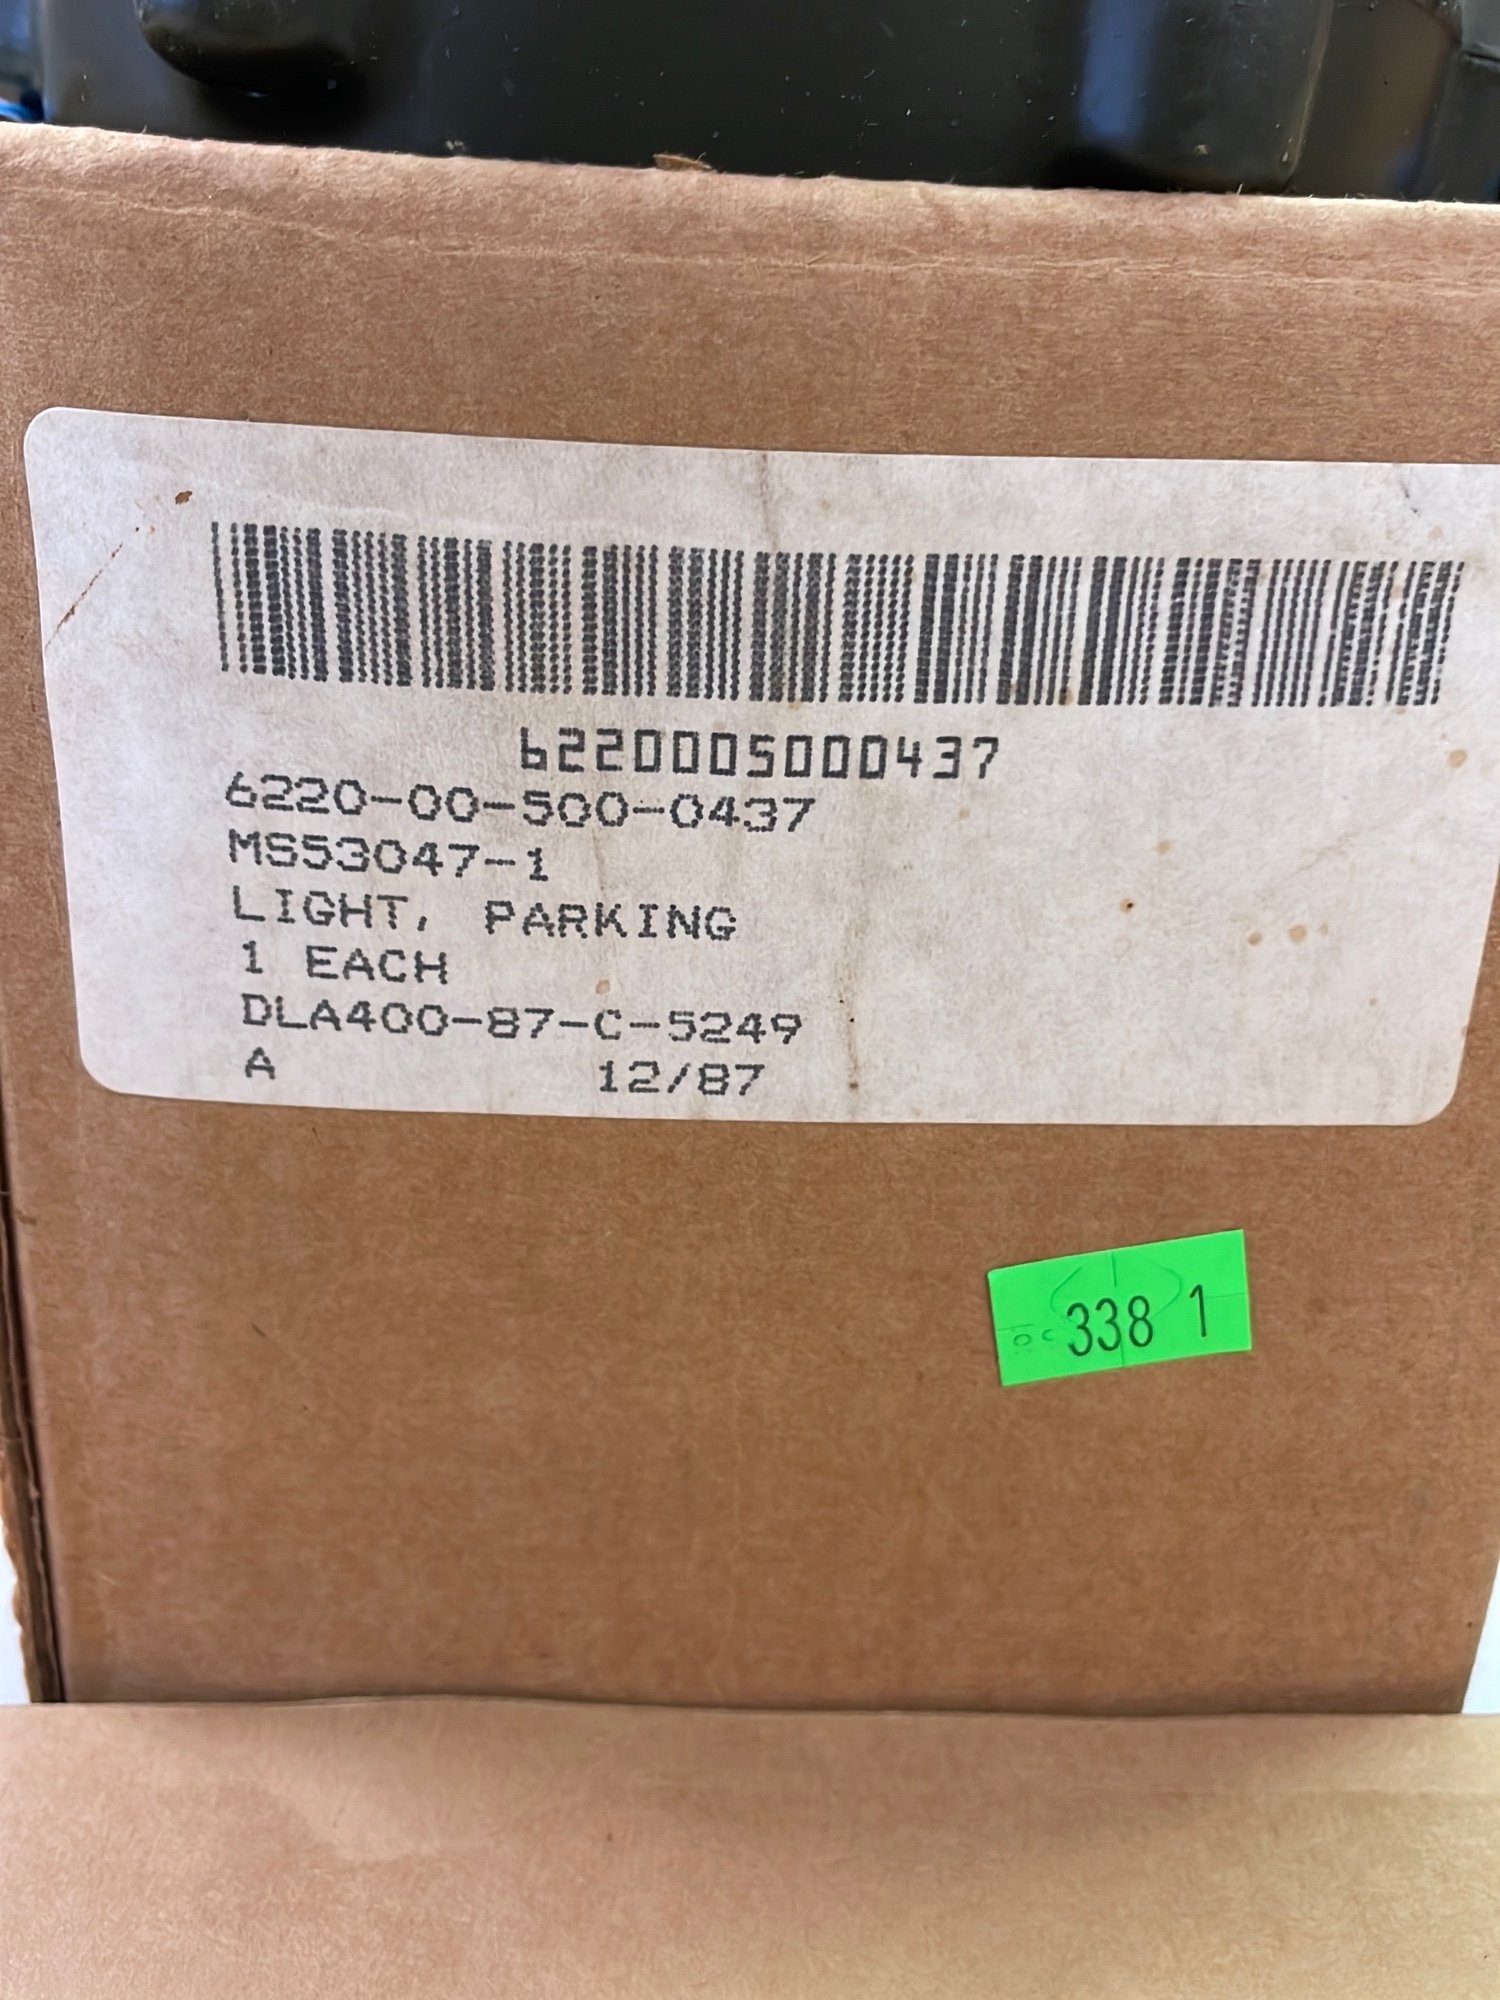 6220005000437
6220-00-500-0437
MS53047-1
LIGHT, PARKING
1 EACH
DLA400-87-C-5249
A 12/87
338 1